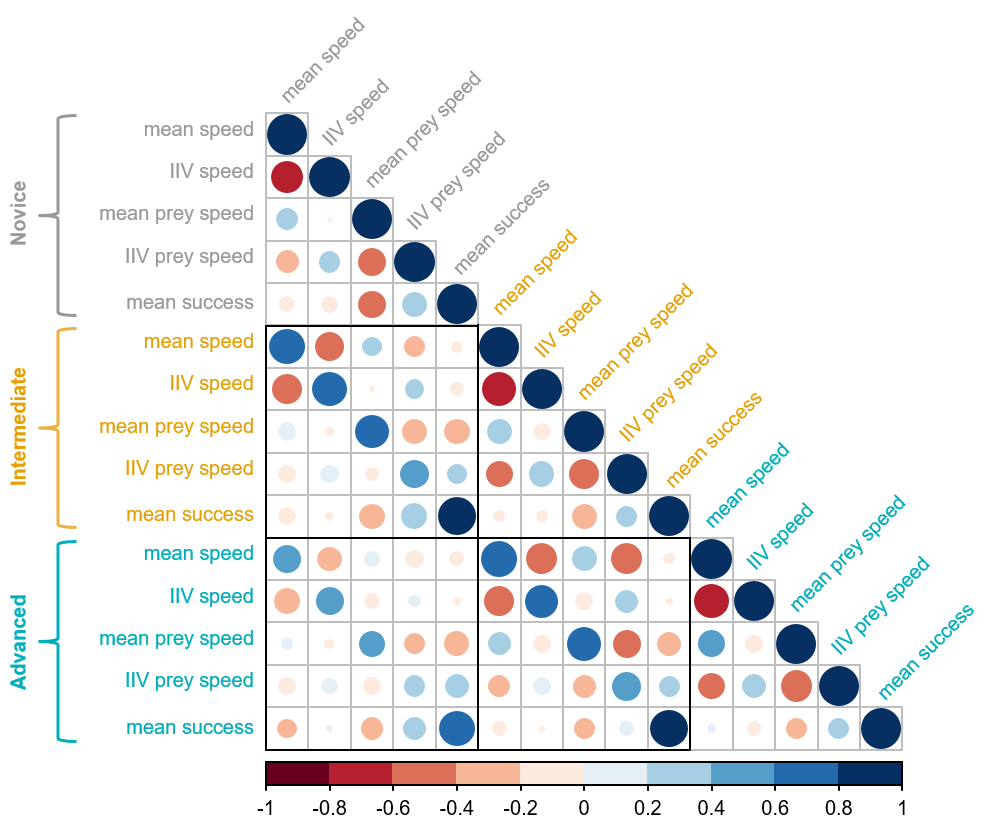 mean speed
IIV speed
mean prey speed
IIV prey speed
mean success
mean speed
IIV speed
mean prey speed
IIV prey speed
mean success
mean speed
IIV speed
mean prey speed
IIV prey speed
mean success
Novice
mean speed
IIV speed
mean prey speed
IIV prey speed
mean success
Intermediate
mean speed
IIV speed
mean prey speed
IIV prey speed
mean success
Advanced
mean speed
IIV speed
mean prey speed
IIV prey speed
mean success
-1 -0.8 -0.6 -0.4 -0.2 0 0.2 0.4 0.6 0.8 1